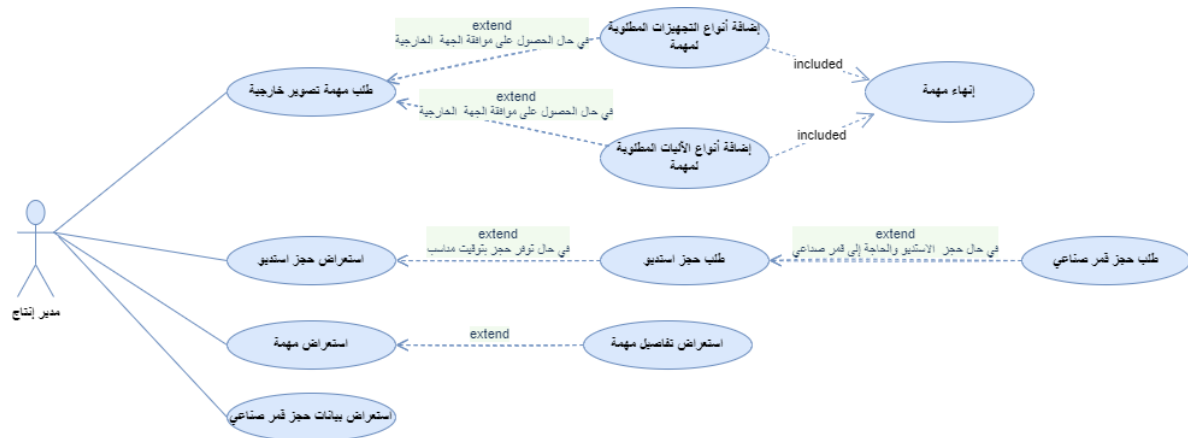 extend
في حال الحصول على موافقة الجهة الخارجية
إضافة أنواع التجهيزات المطلوبة
لمهمة
included
طلب مهمة تصوير خارجية
إنهاء مهمة
extend
في حال الحصول على موافقة الجهة الخارجية
included
إضافة أنواع الآليات المطلوبة
لمهمة
extend
في حال توفر حجز بتوقيت مناسب
extend
في حال حجز الاستديو والحاجة إلى قمر صناعي
استعراض حجز استديو
طلب حجز استديو
طلب حجز قمر صناعي
مدير إنتاج
extend
استعراض مهمة
استعراض تفاصيل مهمة
استعراض بيانات حجز قمر صناعي